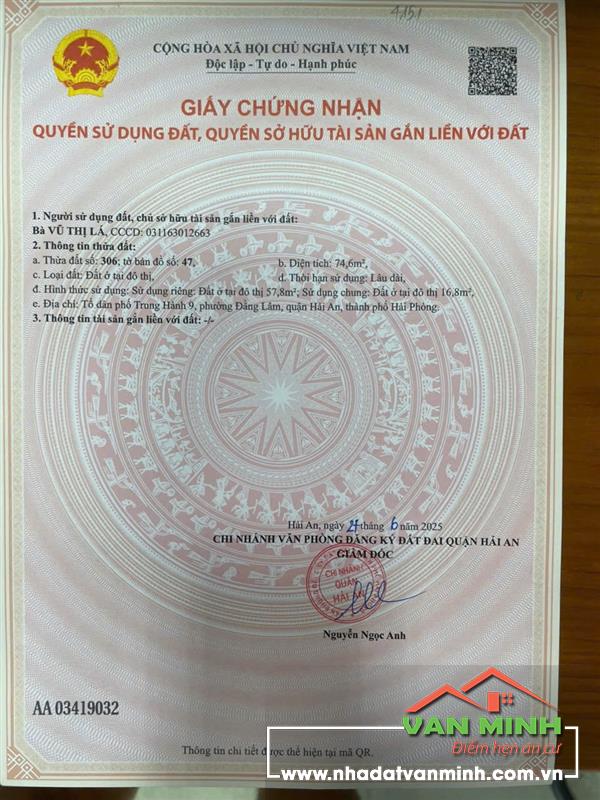 4,15,1
CỘNG HÒA XÃ HỘI CHỦ NGHĨA VIỆT NAM
Độc lập - Tự do - Hạnh phúc
GIẤY CHỨNG NHẬN
QUYỀN SỬ DỤNG ĐẤT, QUYỀN SỞ HỮU TÀI SẢN GẮN LIỀN VỚI ĐẤT
1. Người sử dụng đất, chủ sở hữu tài sản gắn liền với đất:
Bà VŨ THỊ LÁ, CCCD: 031163012663
2. Thông tin thửa đất:
a. Thửa đất số: 306; tờ bản đồ số: 47, b. Diện tích: 74,6m²,
c. Loại đất: Đất ở tại đô thị, d. Thời hạn sử dụng: Lâu dài,
đ. Hình thức sử dụng: Sử dụng riêng: Đất ở tại đô thị 57,8m²; Sử dụng chung: Đất ở tại đô thị 16,8m²,
e. Địa chỉ: Tổ dân phố Trung Hành 9, phường Đằng Lâm, quận Hải An, thành phố Hải Phòng.
3. Thông tin tài sản gắn liền với đất: -/-
Hải An, ngày 24 tháng 6 năm 2025
CHI NHÁNH VĂN PHÒNG ĐĂNG KÝ ĐẤT ĐAI QUẬN HẢI AN
GIÁM ĐỐC
CHI NHÁNH
QUẬN
HẢI AN
Nguyễn Ngọc Anh
AA 03419032
VAN MINH
Điểm hẹn an cư
Thông tin chi tiết được thể hiện tại mã QR.
www.nhadatvanminh.com.vn